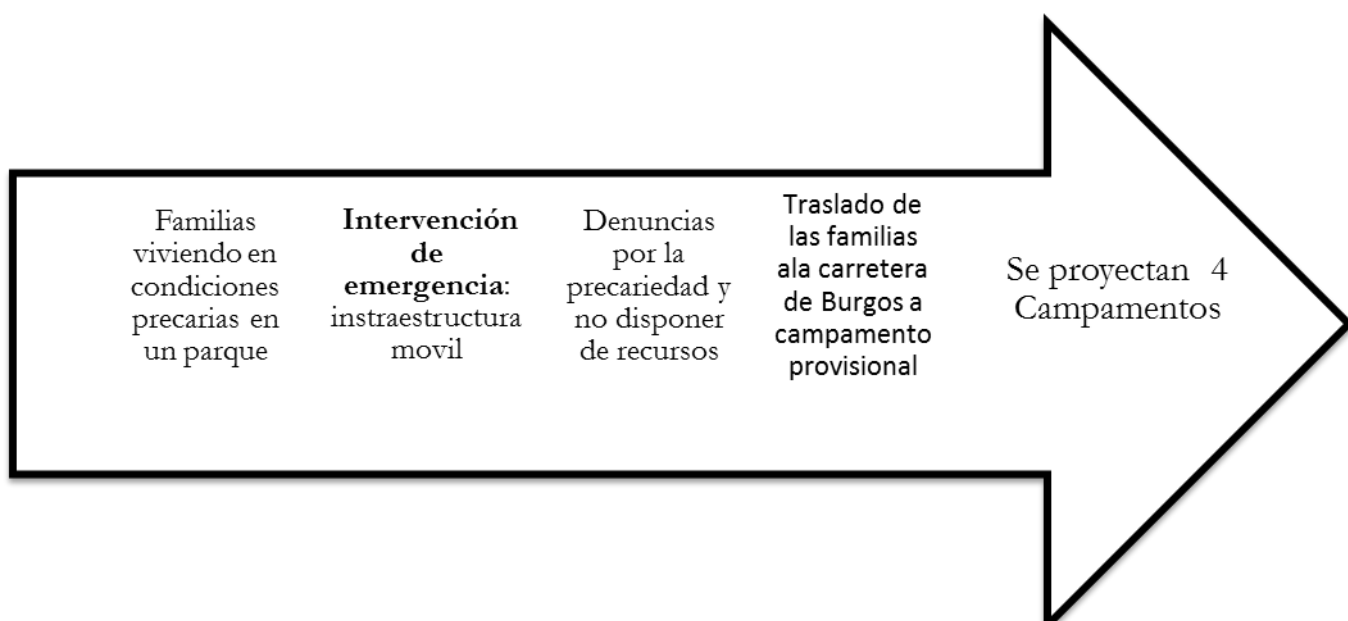 Familias
viviendo en
condiciones
precarias en
un parque
Intervención
de
emergencia:
instraestructura
movil
Denuncias
por la
precariedad y
no disponer
de recursos
Traslado de
las familias
ala carretera
de Burgos a
campamento
provisional
Se proyectan 4
Campamentos